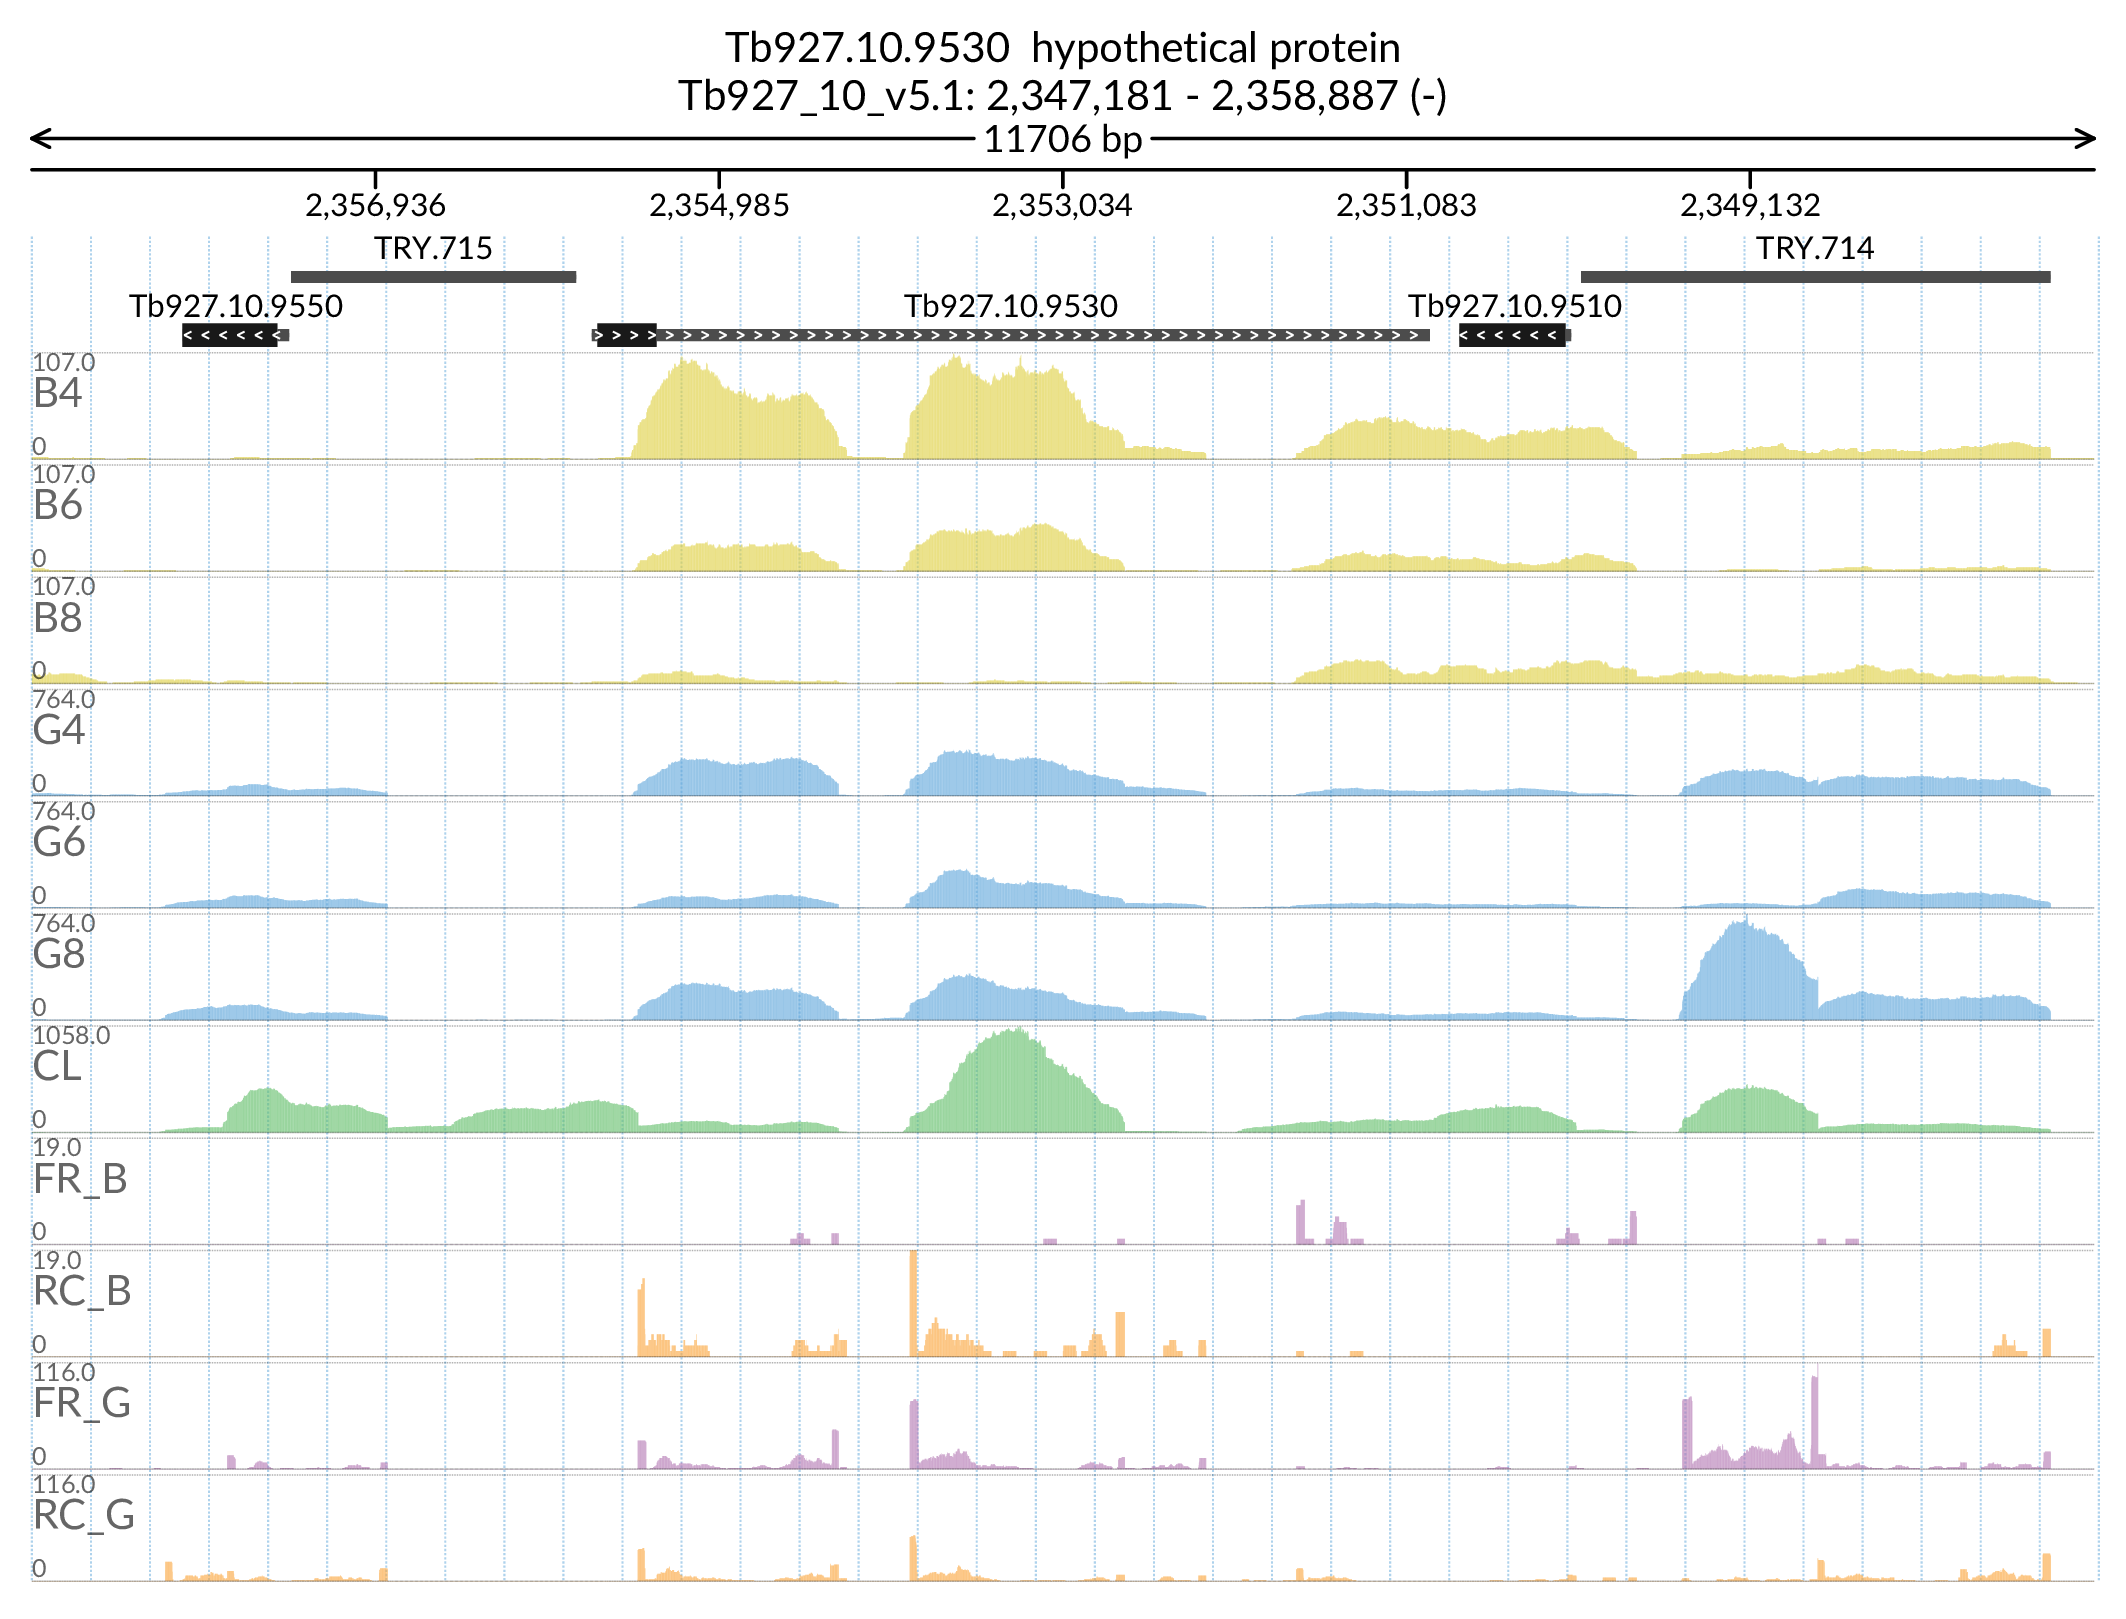 Tb927.10.9530  hypothetical protein
Tb927_10_v5.1: 2,347,181 - 2,358,887 (-)
11706 bp
2,356,936 2,354,985 2,353,034 2,351,083 2,349,132
TRY.715 TRY.714
Tb927.10.9550 Tb927.10.9530 Tb927.10.9510
107.0
B4
0
107.0
B6
0
107.0
B8
0
764.0
G4
0
764.0
G6
0
764.0
G8
0
1058.0
CL
0
19.0
FR_B
0
19.0
RC_B
0
116.0
FR_G
0
116.0
RC_G
0